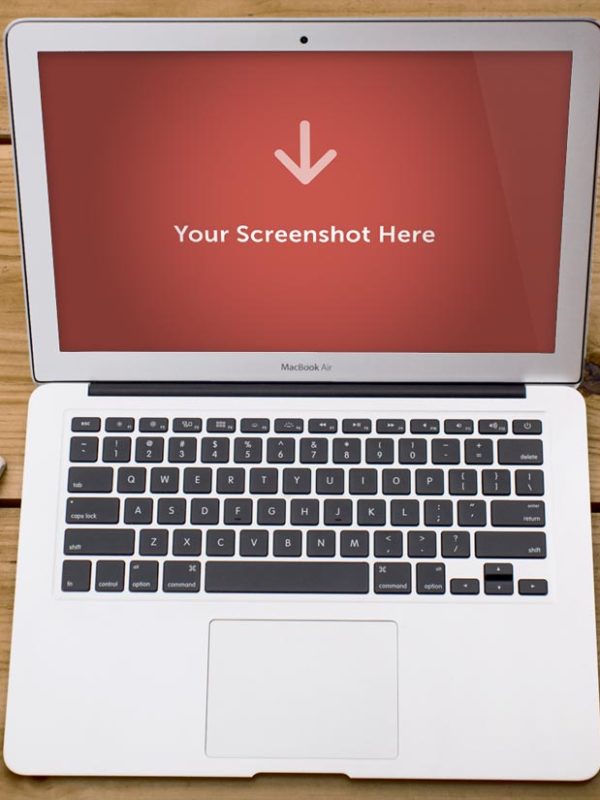 Your Screenshot Here
MacBook Air
esc
~ ! @ # $ % ^ & * ( ) _ +
` 1 2 3 4 5 6 7 8 9 0 - = delete
tab Q W E R T Y U I O P { } |
[ ] \
caps lock A S D F G H J K L : " enter
; ' return
shift Z X C V B N M < > ? shift
, . /
fn control alt option ⌘ command ⌘ command alt option